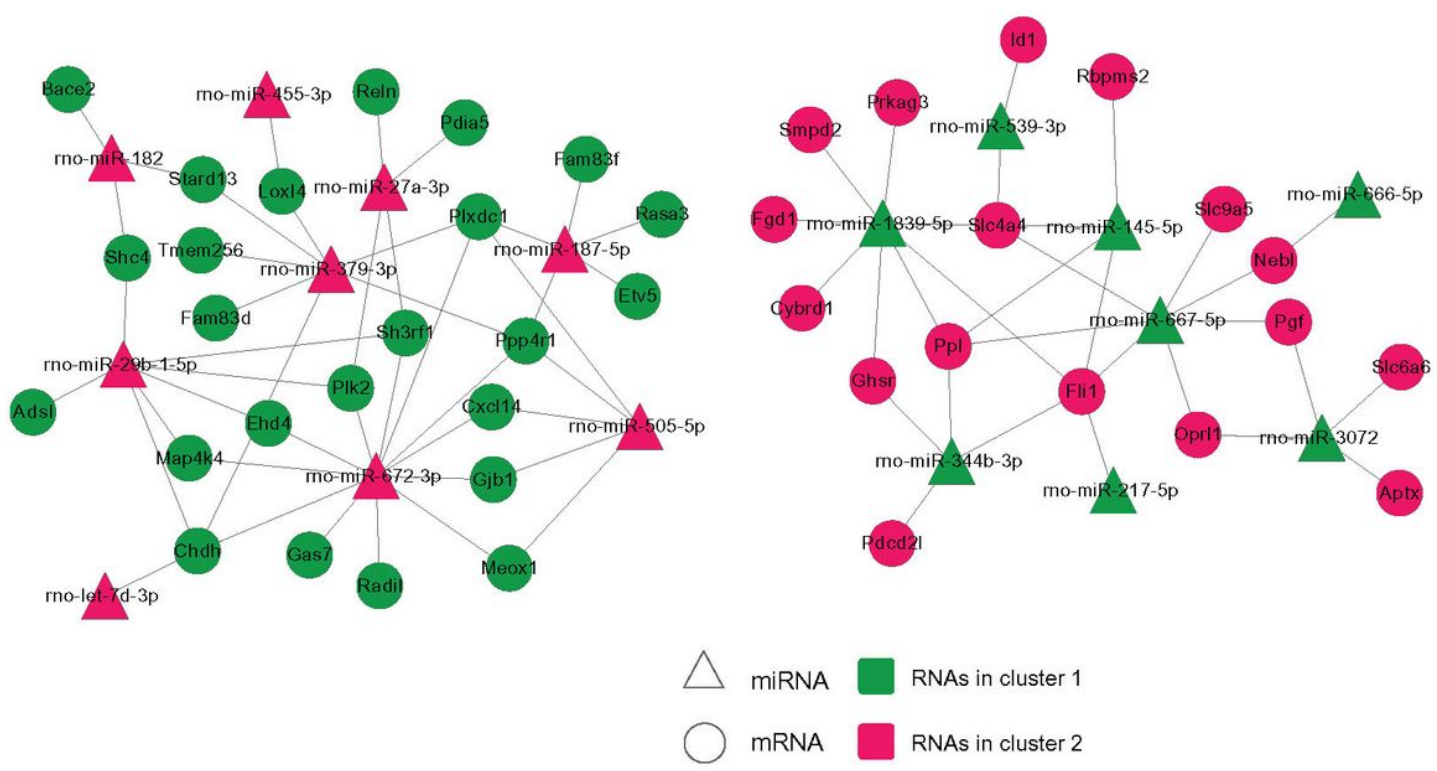 Bace2
rno-miR-455-3p
Reln
Pdia5
rno-miR-182
Stard13
Loxl4
rno-miR-27a-3p
Fam83f
Plxdc1
Rasa3
Shc4
Tmem256
rno-miR-379-3p
rno-miR-187-5p
Etv5
Fam83d
Sh3rf1
Ppp4r1
rno-miR-29b-1-5p
Plk2
Adsl
Ehd4
Cxcl14
rno-miR-505-5p
Map4k4
rno-miR-672-3p
Gjb1
Chdh
Gas7
Radil
Meox1
rno-let-7d-3p
Id1
Rbpms2
Prkag3
Smpd2
rno-miR-539-3p
rno-miR-666-5p
Fgd1
rno-miR-1839-5p
Slc4a4
rno-miR-145-5p
Slc9a5
Nebl
Cybrd1
rno-miR-667-5p
Pgf
Ppl
Ghsr
Fli1
Slc6a6
Oprl1
rno-miR-3072
rno-miR-344b-3p
rno-miR-217-5p
Aptx
Pdcd2l
miRNA
RNAs in cluster 1
mRNA
RNAs in cluster 2